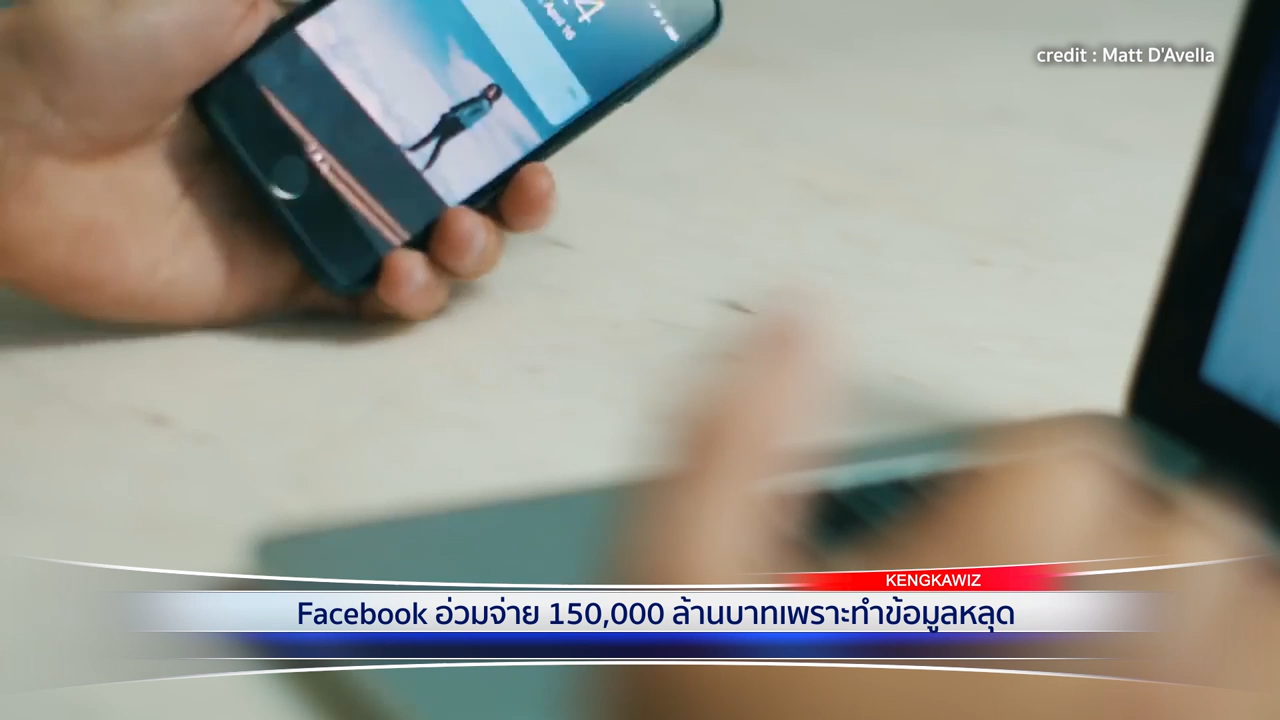 credit : Matt D'Avella
KENGKAWIZ
Facebook อ่วมจ่าย 150,000 ล้านบาทเพราะทำข้อมูลหลุด